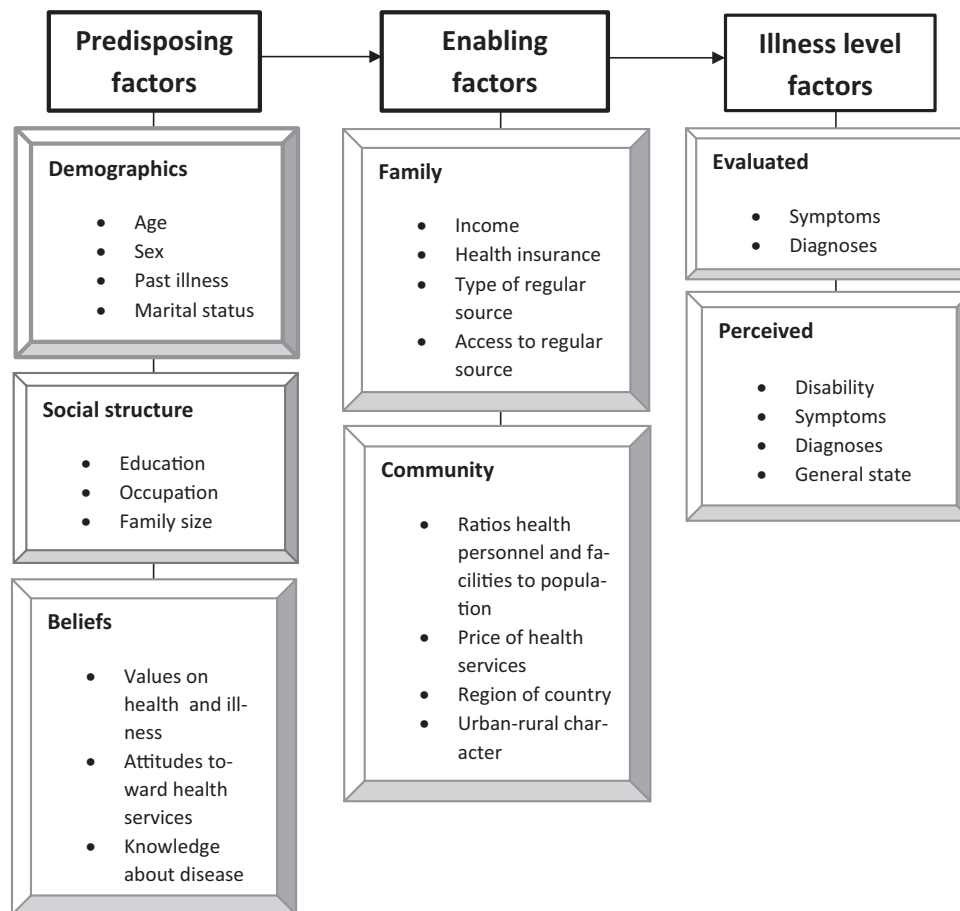 Predisposing
factors
Demographics
• Age
• Sex
• Past illness
• Marital status
Social structure
• Education
• Occupation
• Family size
Beliefs
• Values on
health and ill-
ness
• Attitudes to-
ward health
services
• Knowledge
about disease
Enabling
factors
Family
• Income
• Health insurance
• Type of regular
source
• Access to regular
source
Community
• Ratios health
personnel and fa-
cilities to popula-
tion
• Price of health
services
• Region of country
• Urban-rural char-
acter
Illness level
factors
Evaluated
• Symptoms
• Diagnoses
Perceived
• Disability
• Symptoms
• Diagnoses
• General state